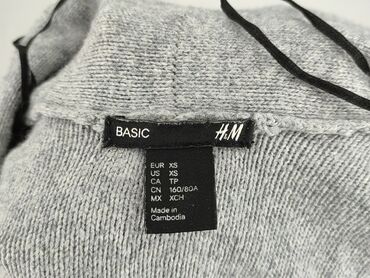 BASIC H&M
EUR XS
US XS
CA TP
CN 160/80A
MX XCH
Made in
Cambodia